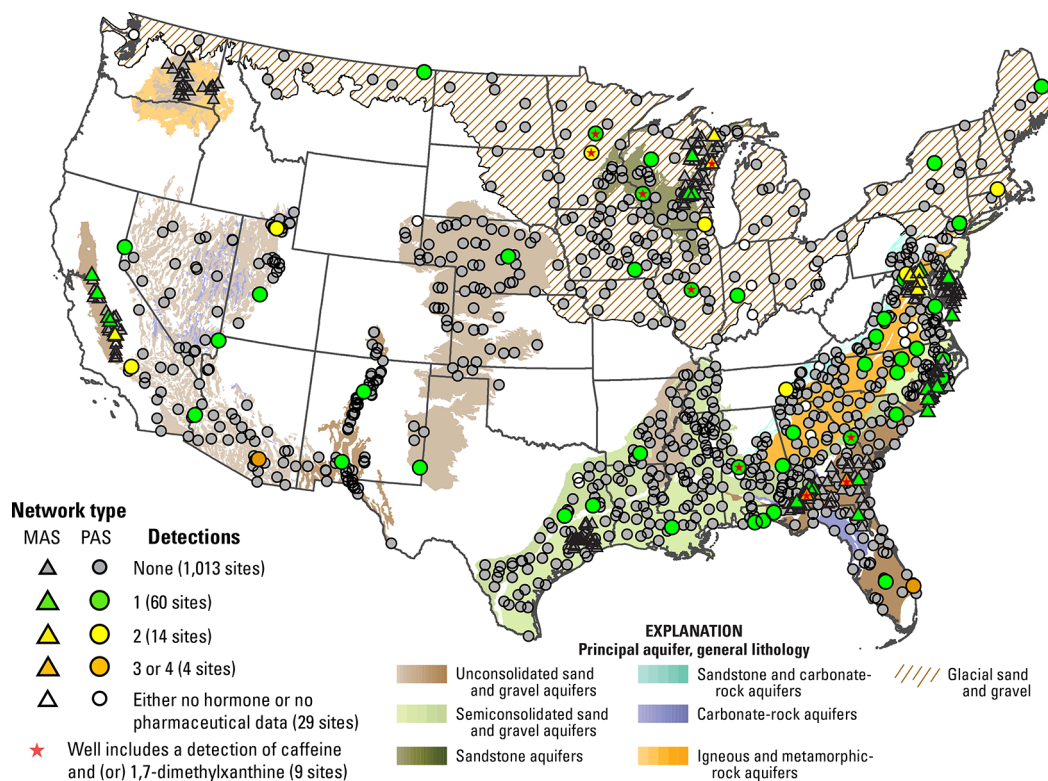 Network type
MAS PAS Detections
None (1,013 sites)
1 (60 sites)
2 (14 sites)
3 or 4 (4 sites)
Either no hormone or no
pharmaceutical data (29 sites)
Well includes a detection of caffeine
and (or) 1,7-dimethylxanthine (9 sites)
EXPLANATION
Principal aquifer, general lithology
Unconsolidated sand
and gravel aquifers
Semiconsolidated sand
and gravel aquifers
Sandstone aquifers
Sandstone and carbonate-
rock aquifers
Carbonate-rock aquifers
Igneous and metamorphic-
rock aquifers
Glacial sand
and gravel